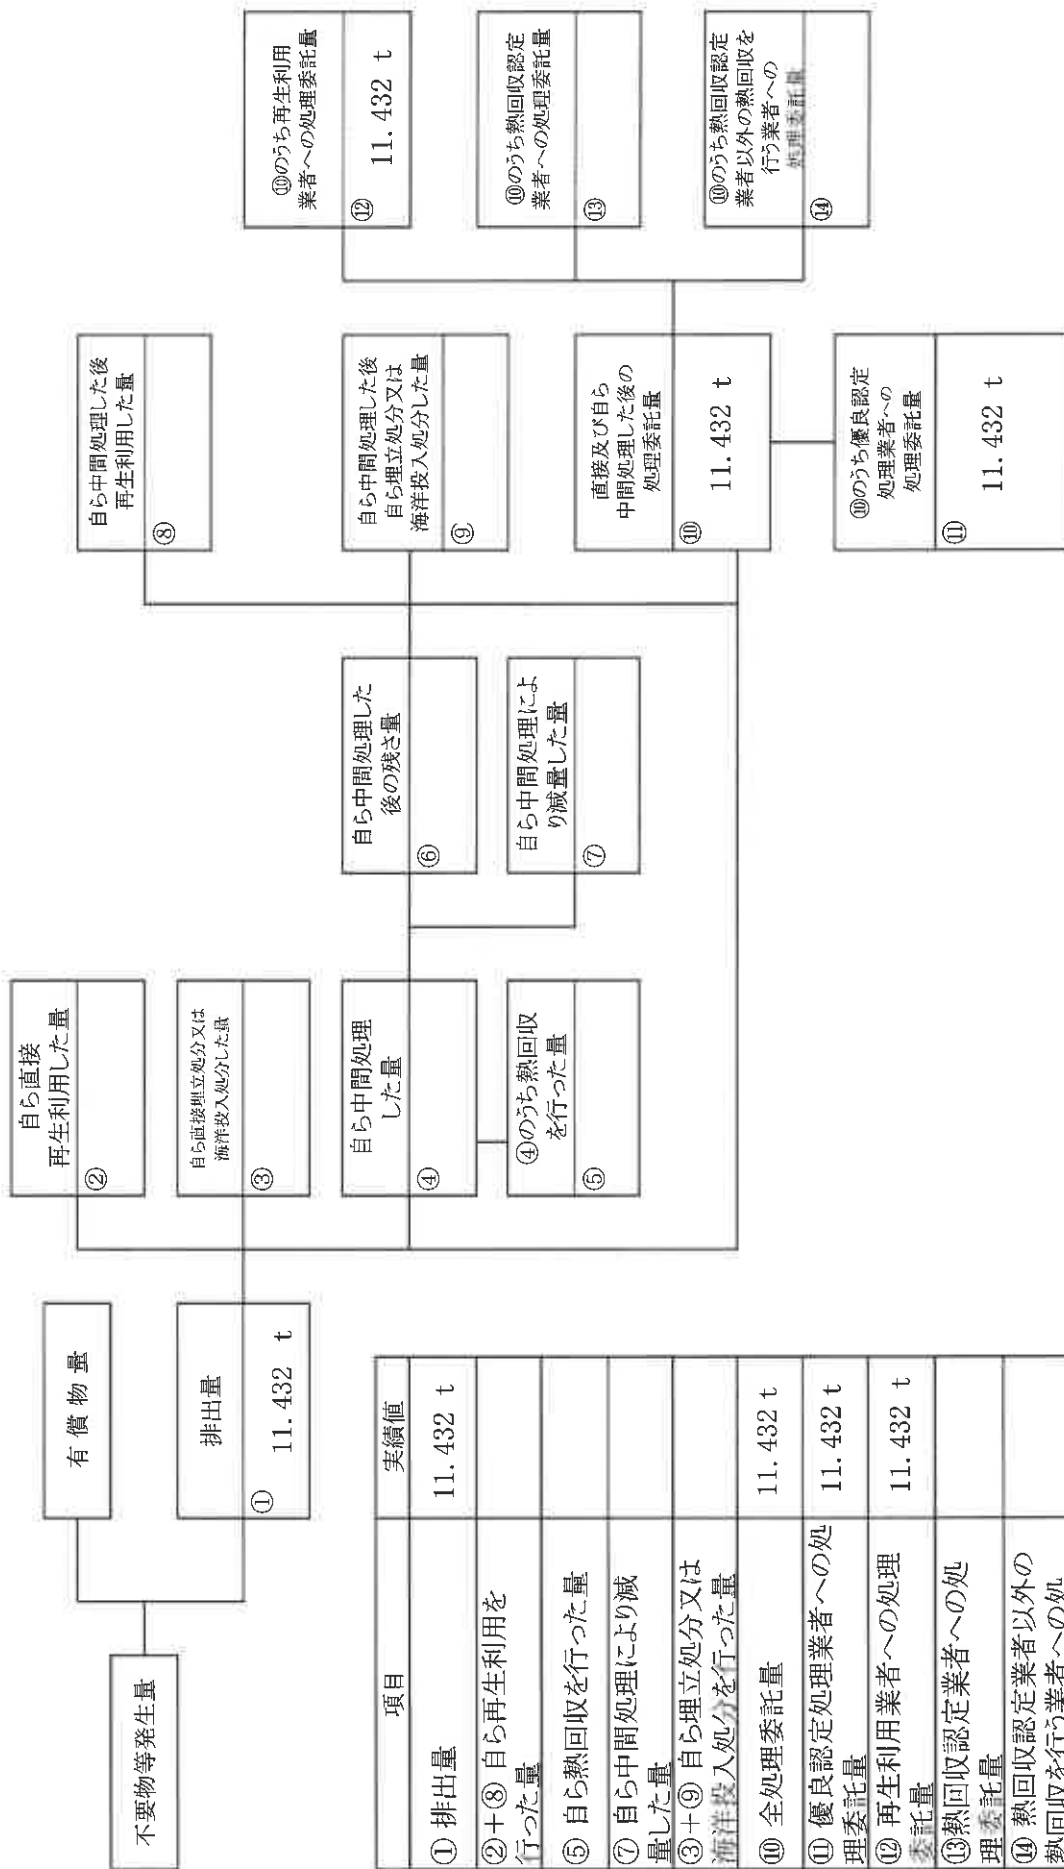 不要物等発生量
有償物量
排出量
① 11.432 t
自ら直接
再生利用した量
②
自ら直接埋立処分又は
海洋投入処分した量
③
自ら中間処理
した量
④
④のうち熱回収
を行った量
⑤
自ら中間処理した
後の残さ量
⑥
自ら中間処理によ
り減量した量
⑦
自ら中間処理した後
再生利用した量
⑧
自ら中間処理した後
自ら埋立処分又は
海洋投入処分した量
⑨
直接及び自ら
中間処理した後の
処理委託量
⑩ 11.432 t
⑩のうち優良認定
処理業者への
処理委託量
⑪ 11.432 t
⑩のうち再生利用
業者への処理委託量
⑫ 11.432 t
⑩のうち熱回収認定
業者への処理委託量
⑬
⑩のうち熱回収認定
業者以外の熱回収を
行う業者への
処理委託量
⑭
項目 実績値
① 排出量 11.432 t
②+⑧ 自ら再生利用を
行った量
⑤ 自ら熱回収を行った量
⑦ 自ら中間処理により減
量した量
③+⑨ 自ら埋立処分又は
海洋投入処分を行った量
⑩ 全処理委託量 11.432 t
⑪ 優良認定処理業者への処
理委託量 11.432 t
⑫ 再生利用業者への処理
委託量 11.432 t
⑬熱回収認定業者への処
理委託量
⑭ 熱回収認定業者以外の
熱回収を行う業者への処